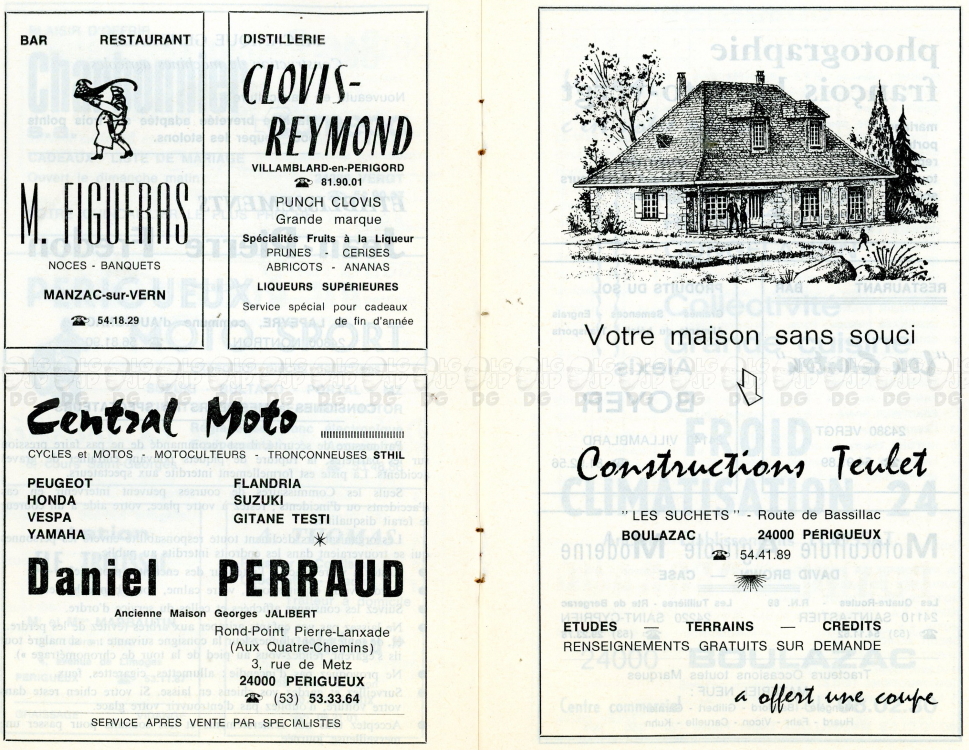 BAR RESTAURANT
M. FIGUERAS
NOCES - BANQUETS
MANZAC-sur-VERN
☎ 54.18.29
DISTILLERIE
CLOVIS-
REYMOND
VILLAMBLARD-en-PERIGORD
☎ 81.90.01
PUNCH CLOVIS
Grande marque
Spécialités Fruits à la Liqueur
PRUNES - CERISES
ABRICOTS - ANANAS
LIQUEURS SUPÉRIEURES
Service spécial pour cadeaux
de fin d'année
Central Moto
CYCLES et MOTOS - MOTOCULTEURS - TRONÇONNEUSES STHIL
PEUGEOT FLANDRIA
HONDA SUZUKI
VESPA GITANE TESTI
YAMAHA
Daniel PERRAUD
Ancienne Maison Georges JALIBERT
Rond-Point Pierre-Lanxade
(Aux Quatre-Chemins)
3, rue de Metz
24000 PERIGUEUX
☎ (53) 53.33.64
SERVICE APRES VENTE PAR SPECIALISTES
Votre maison sans souci
Constructions Teulet
" LES SUCHETS " - Route de Bassillac
BOULAZAC 24000 PÉRIGUEUX
☎ 54.41.89
ETUDES — TERRAINS — CREDITS
RENSEIGNEMENTS GRATUITS SUR DEMANDE
a offert une coupe